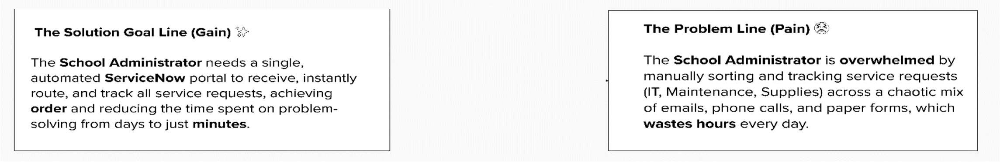 The Solution Goal Line (Gain)
The School Administrator needs a single,
automated ServiceNow portal to receive, instantly
route, and track all service requests, achieving
order and reducing the time spent on problem-
solving from days to just minutes.
The Problem Line (Pain) 😫
The School Administrator is overwhelmed by
manually sorting and tracking service requests
(IT, Maintenance, Supplies) across a chaotic mix
of emails, phone calls, and paper forms, which
wastes hours every day.